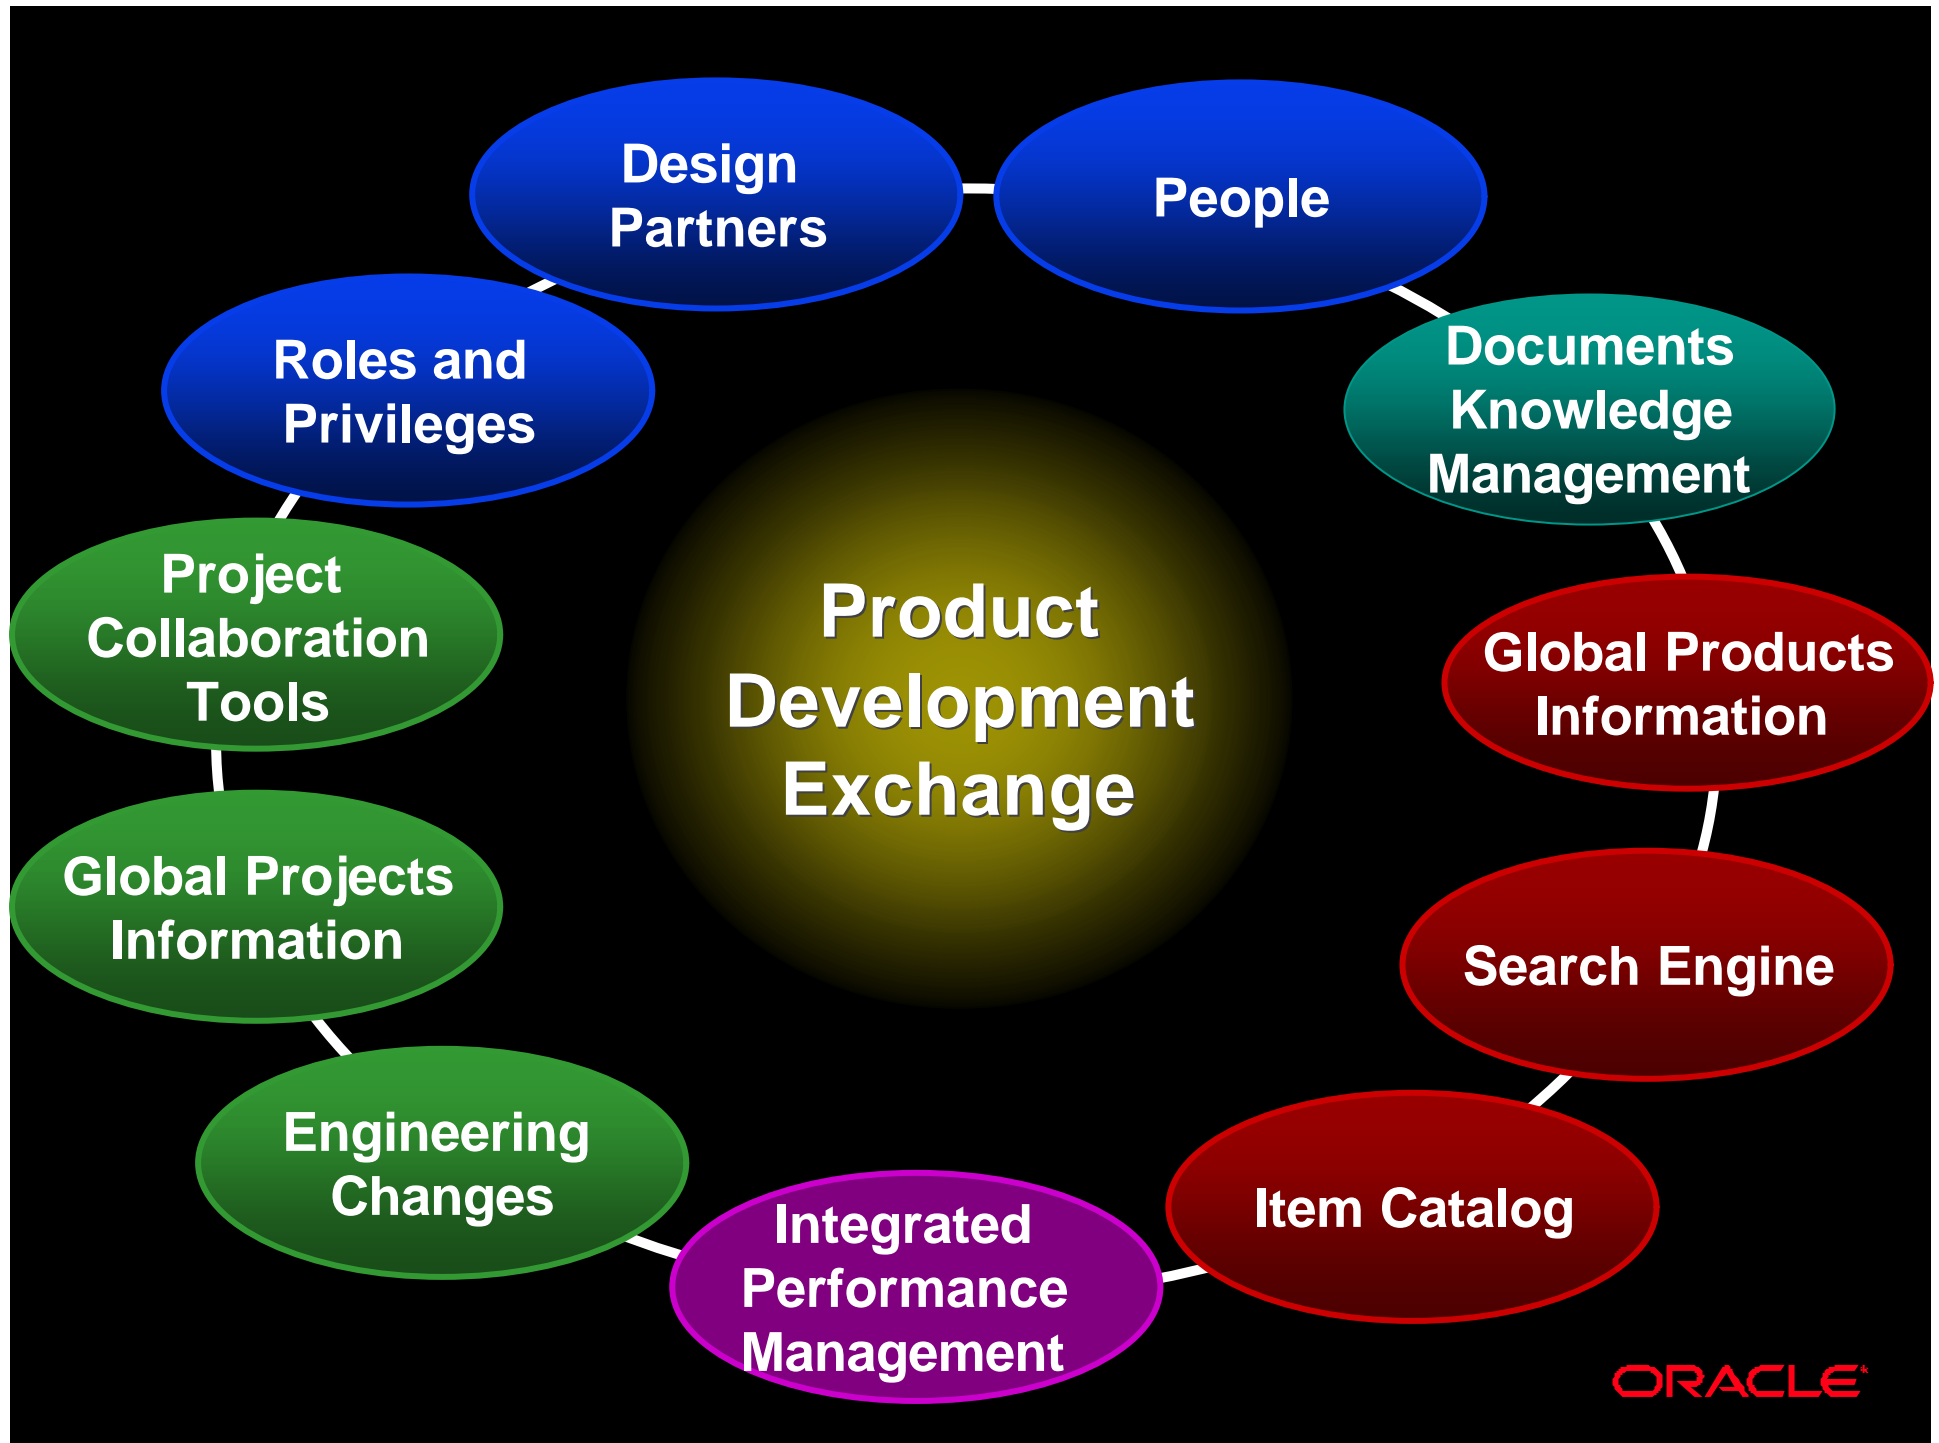 Design
Partners
People
Roles and
Privileges
Documents
Knowledge
Management
Project
Collaboration
Tools
Product
Development
Exchange
Global Products
Information
Global Projects
Information
Search Engine
Engineering
Changes
Item Catalog
Integrated
Performance
Management
ORACLE